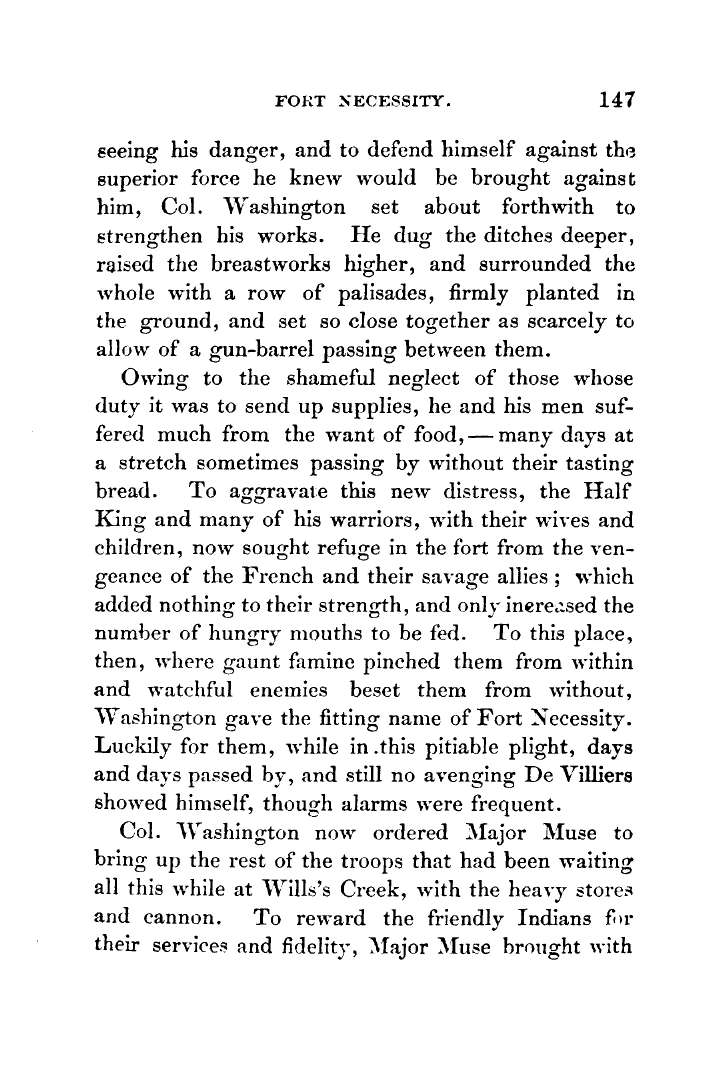 FORT NECESSITY. 147
seeing his danger, and to defend himself against the
superior force he knew would be brought against
him, Col. Washington set about forthwith to
strengthen his works. He dug the ditches deeper,
raised the breastworks higher, and surrounded the
whole with a row of palisades, firmly planted in
the ground, and set so close together as scarcely to
allow of a gun-barrel passing between them.
Owing to the shameful neglect of those whose
duty it was to send up supplies, he and his men suf-
fered much from the want of food, — many days at
a stretch sometimes passing by without their tasting
bread. To aggravate this new distress, the Half
King and many of his warriors, with their wives and
children, now sought refuge in the fort from the ven-
geance of the French and their savage allies; which
added nothing to their strength, and only increased the
number of hungry mouths to be fed. To this place,
then, where gaunt famine pinched them from within
and watchful enemies beset them from without,
Washington gave the fitting name of Fort Necessity.
Luckily for them, while in this pitiable plight, days
and days passed by, and still no avenging De Villiers
showed himself, though alarms were frequent.
Col. Washington now ordered Major Muse to
bring up the rest of the troops that had been waiting
all this while at Wills's Creek, with the heavy stores
and cannon. To reward the friendly Indians for
their services and fidelity, Major Muse brought with